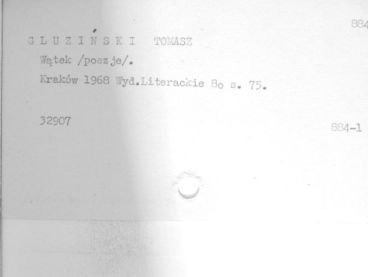 884
GLUZIŃSKI TOMASZ
Wątek /poezje/.
Kraków 1968 Wyd.Literackie 8o s. 75.
32907
884-1